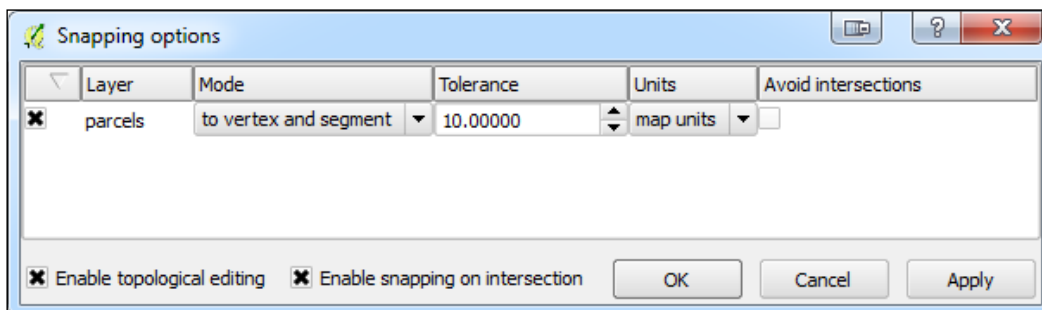 Snapping options
Layer Mode Tolerance Units Avoid intersections
parcels to vertex and segment 10.00000 map units
Enable topological editing Enable snapping on intersection OK Cancel Apply